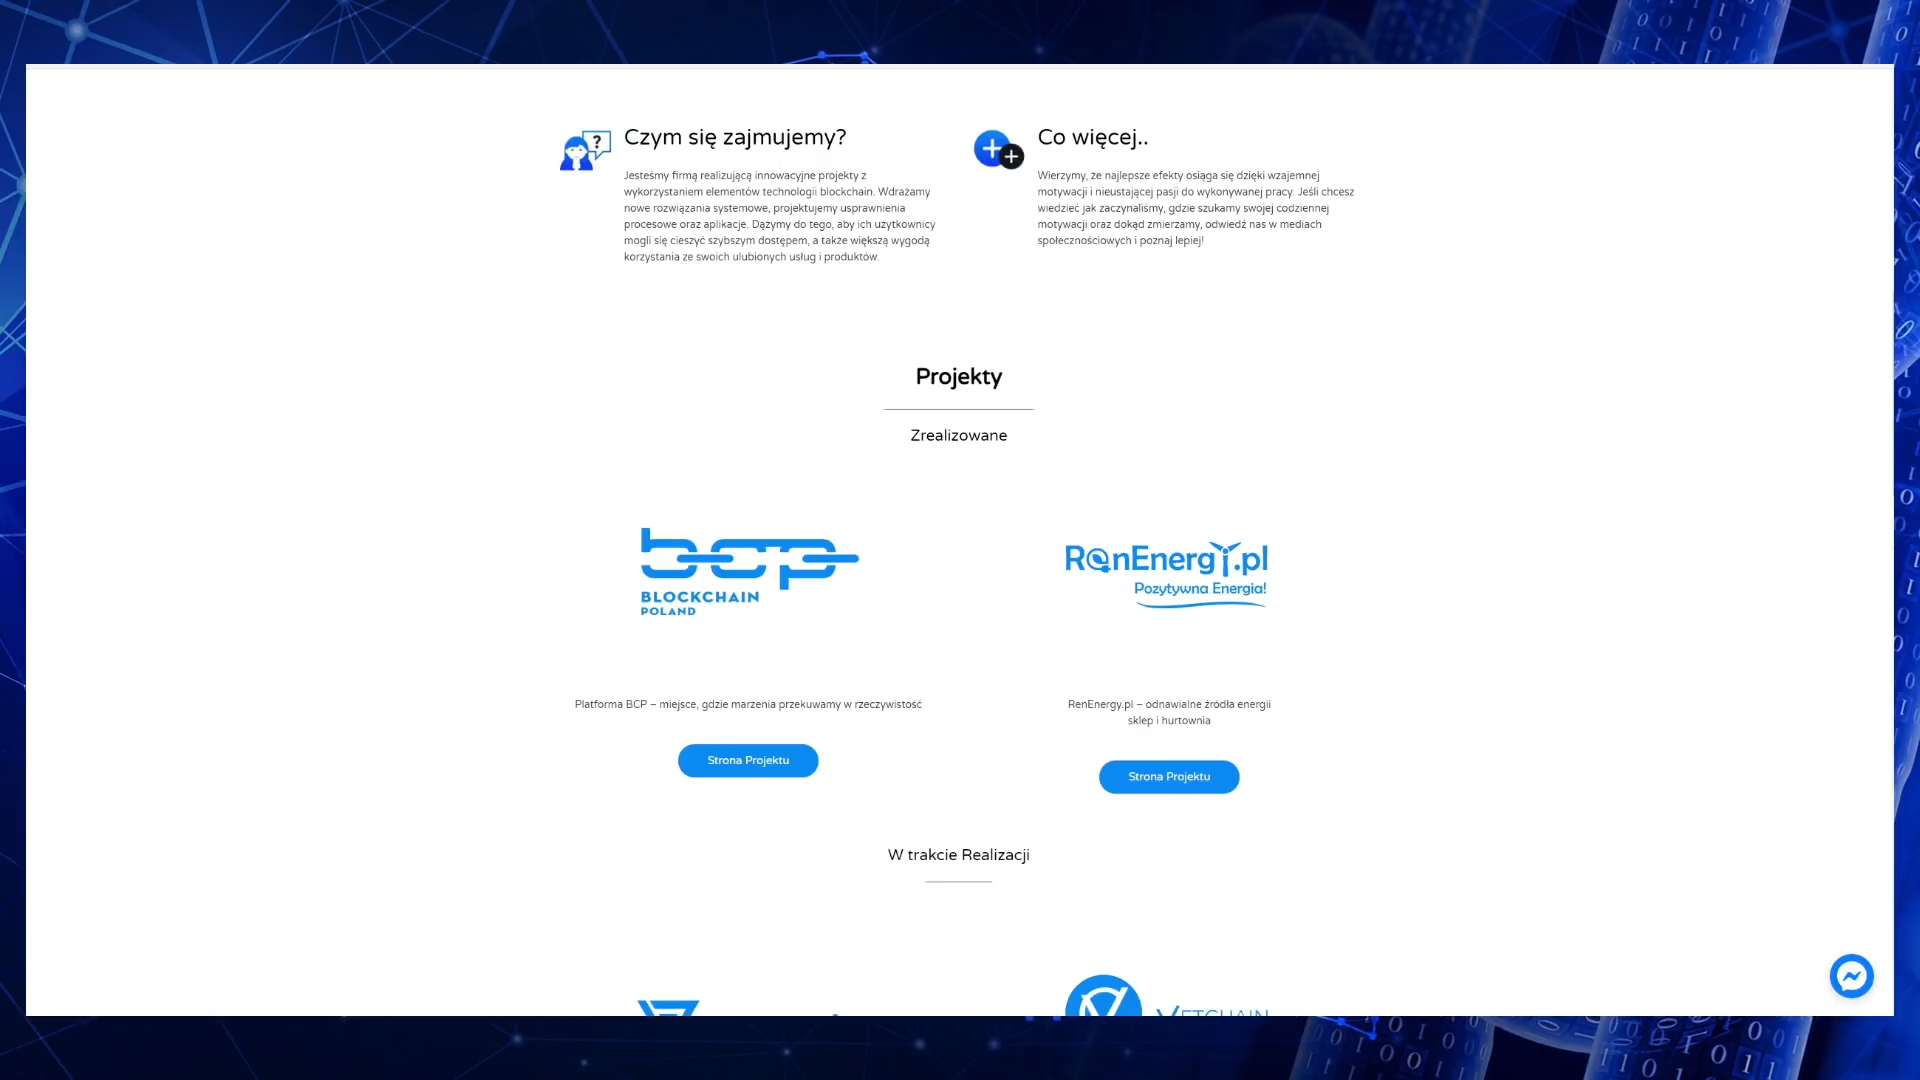 Czym się zajmujemy?
Jesteśmy firmą realizującą innowacyjne projekty z
wykorzystaniem elementów technologii blockchain. Wdrażamy
nowe rozwiązania systemowe, projektujemy usprawnienia
procesowe oraz aplikacje. Dążymy do tego, aby ich użytkownicy
mogli się cieszyć szybszym dostępem, a także większą wygodą
korzystania ze swoich ulubionych usług i produktów.
Co więcej..
Wierzymy, że najlepsze efekty osiąga się dzięki wzajemnej
motywacji i nieustającej pasji do wykonywanej pracy. Jeśli chcesz
wiedzieć jak zaczynaliśmy, gdzie szukamy swojej codziennej
motywacji oraz dokąd zmierzamy, odwiedź nas w mediach
społecznościowych i poznaj lepiej!
Projekty
Zrealizowane
bcp
BLOCKCHAIN
POLAND
RenEnergy.pl
Pozytywna Energia!
Platforma BCP – miejsce, gdzie marzenia przekuwamy w rzeczywistość
RenEnergy.pl – odnawialne źródła energii
sklep i hurtownia
Strona Projektu
Strona Projektu
W trakcie Realizacji
VETCHAIN